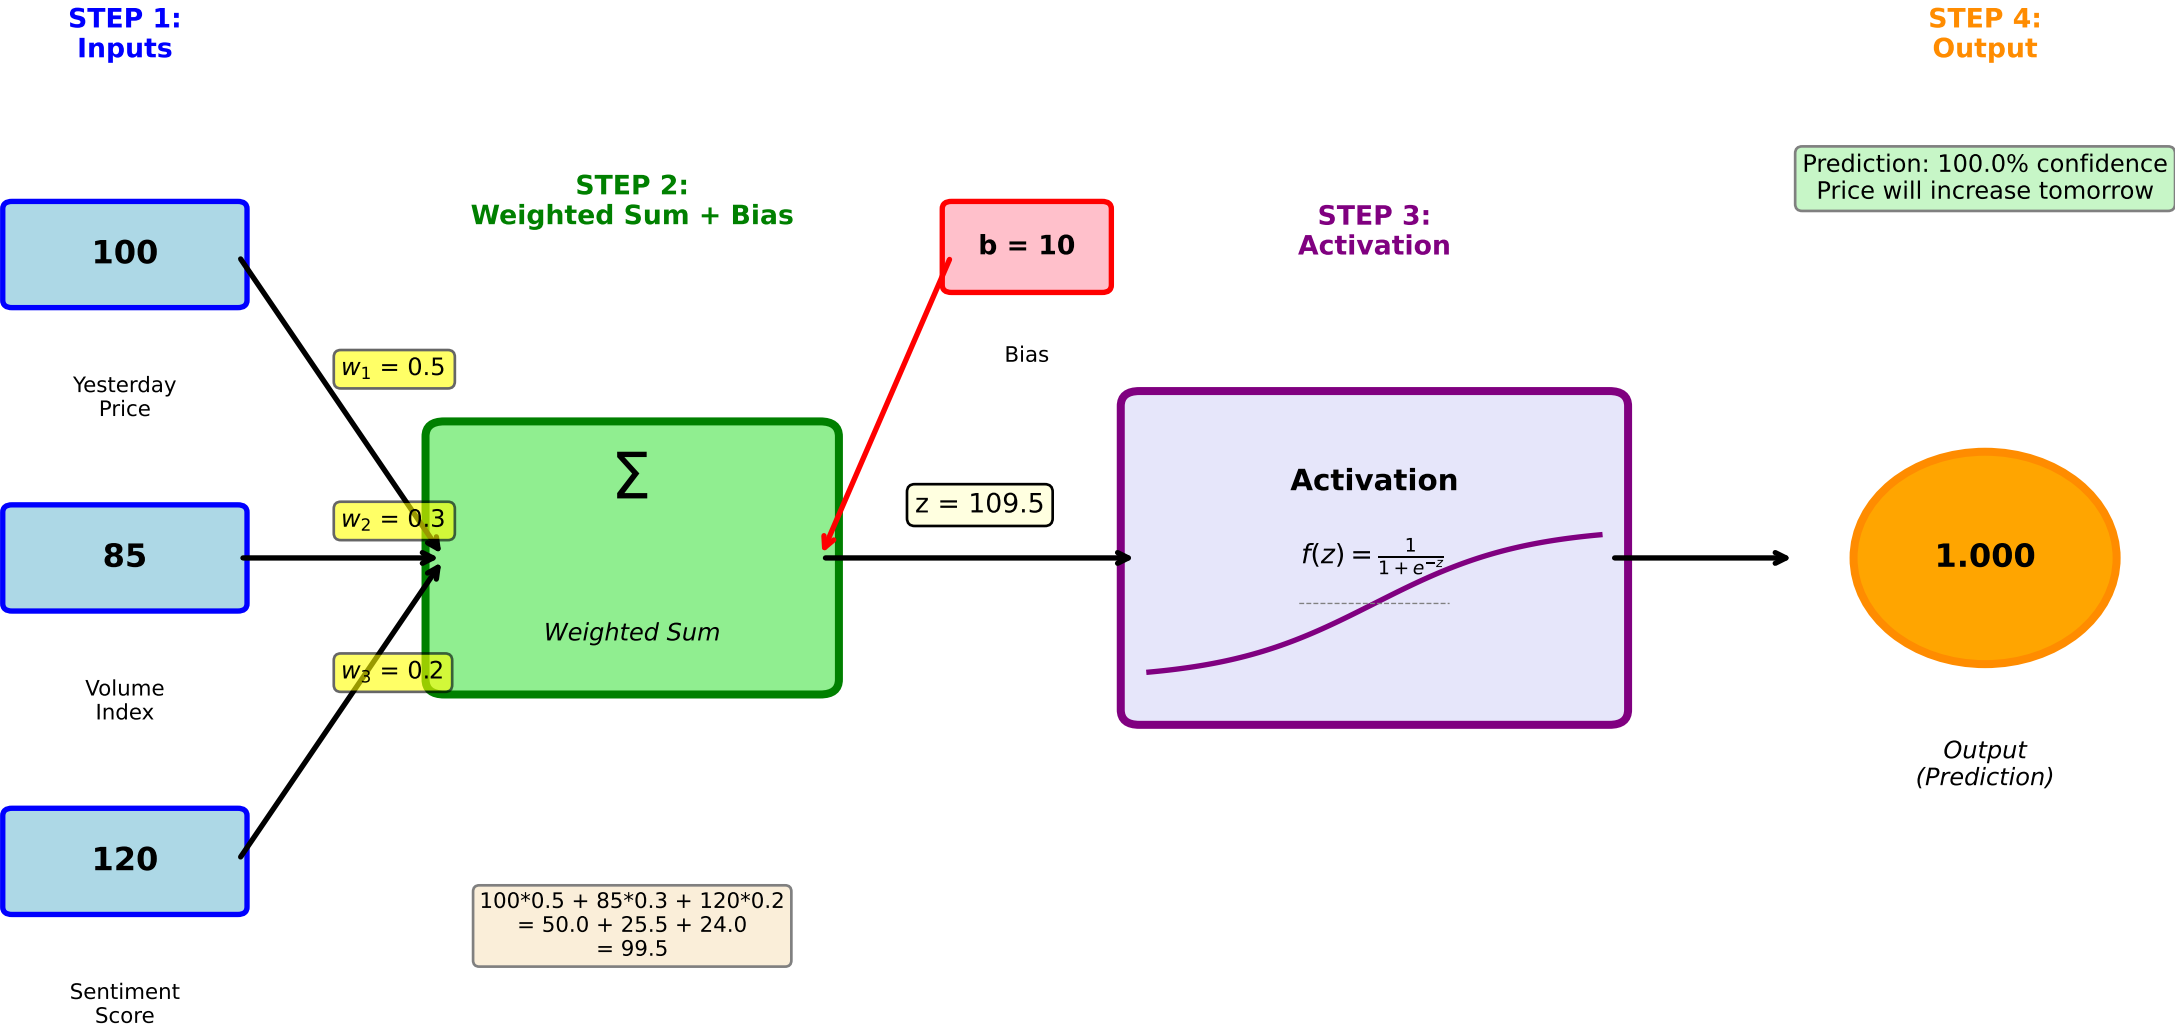 STEP 1:
Inputs
100
Yesterday
Price
85
Volume
Index
120
Sentiment
Score
w₁ = 0.5
w₂ = 0.3
w₃ = 0.2
STEP 2:
Weighted Sum + Bias
Σ
Weighted Sum
100*0.5 + 85*0.3 + 120*0.2
= 50.0 + 25.5 + 24.0
= 99.5
b = 10
Bias
z = 109.5
STEP 3:
Activation
Activation
f(z) = 1/(1 + e⁻ᶻ)
STEP 4:
Output
Prediction: 100.0% confidence
Price will increase tomorrow
1.000
Output
(Prediction)